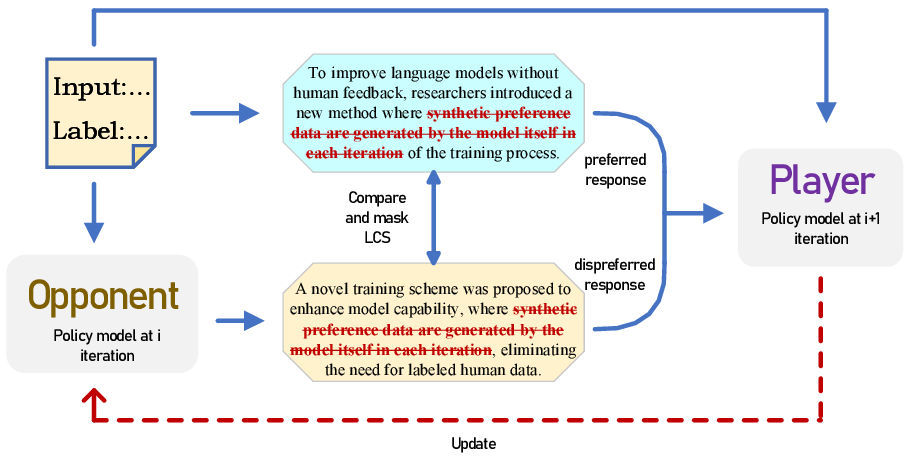 Input:...
Label:...
To improve language models without
human feedback, researchers introduced a
new method where synthetic preference
data are generated by the model itself in
each iteration of the training process.
preferred
response
Compare
and mask
LCS
Player
Policy model at i+1
iteration
dispreferred
response
Opponent
Policy model at i
iteration
A novel training scheme was proposed to
enhance model capability, where synthetic
preference data are generated by the
model itself in each iteration, eliminating
the need for labeled human data.
Update